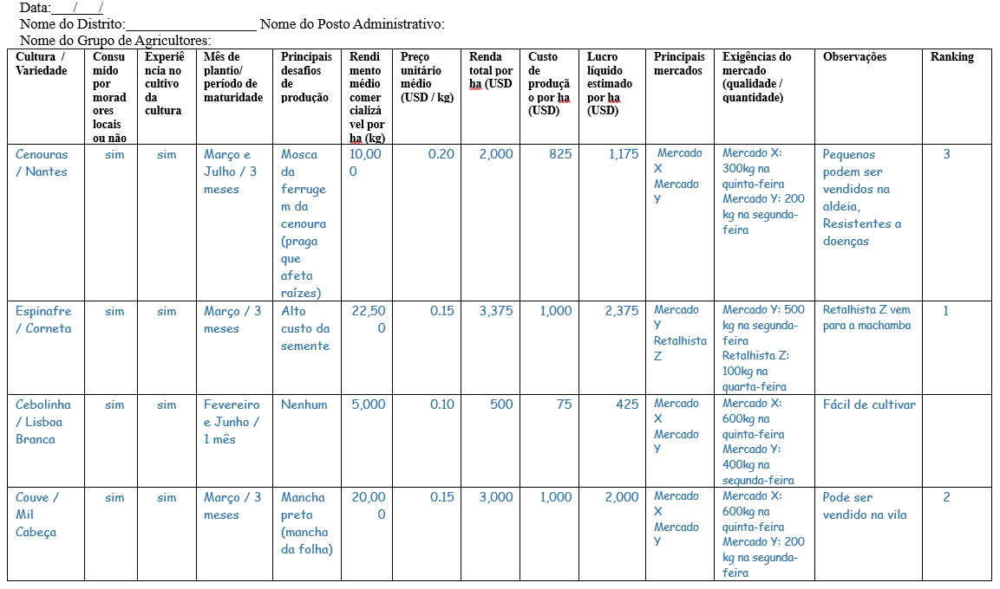 Data:___/___/
Nome do Distrito:___________________ Nome do Posto Administrativo:
Nome do Grupo de Agricultores:
Cultura / Variedade | Consumido por moradores locais ou não | Experiência no cultivo da cultura | Mês de plantio/ período de maturidade | Principais desafios de produção | Rendimento médio comercializável por ha (kg) | Preço unitário médio (USD / kg) | Renda total por ha (USD | Custo de produção por ha (USD) | Lucro líquido estimado por ha (USD) | Principais mercados | Exigências do mercado (qualidade / quantidade) | Observações | Ranking
Cenouras / Nantes | sim | sim | Março e Julho / 3 meses | Mosca da ferrugem da cenoura (praga que afeta raízes) | 10,000 | 0.20 | 2,000 | 825 | 1,175 | Mercado X Mercado Y | Mercado X: 300kg na quinta-feira Mercado Y: 200 kg na segunda-feira | Pequenos podem ser vendidos na aldeia, Resistentes a doenças | 3
Espinafre / Corneta | sim | sim | Março / 3 meses | Alto custo da semente | 22,500 | 0.15 | 3,375 | 1,000 | 2,375 | Mercado Y Retalhista Z | Mercado Y: 500 kg na segunda-feira Retalhista Z: 100kg na quarta-feira | Retalhista Z vem para a machamba | 1
Cebolinha / Lisboa Branca | sim | sim | Fevereiro e Junho / 1 mês | Nenhum | 5,000 | 0.10 | 500 | 75 | 425 | Mercado X Mercado Y | Mercado X: 600kg na quinta-feira Mercado Y: 400kg na segunda-feira | Fácil de cultivar |
Couve / Mil Cabeça | sim | sim | Março / 3 meses | Mancha preta (mancha da folha) | 20,000 | 0.15 | 3,000 | 1,000 | 2,000 | Mercado X Mercado Y | Mercado X: 600kg na quinta-feira Mercado Y: 200 kg na segunda-feira | Pode ser vendido na vila | 2